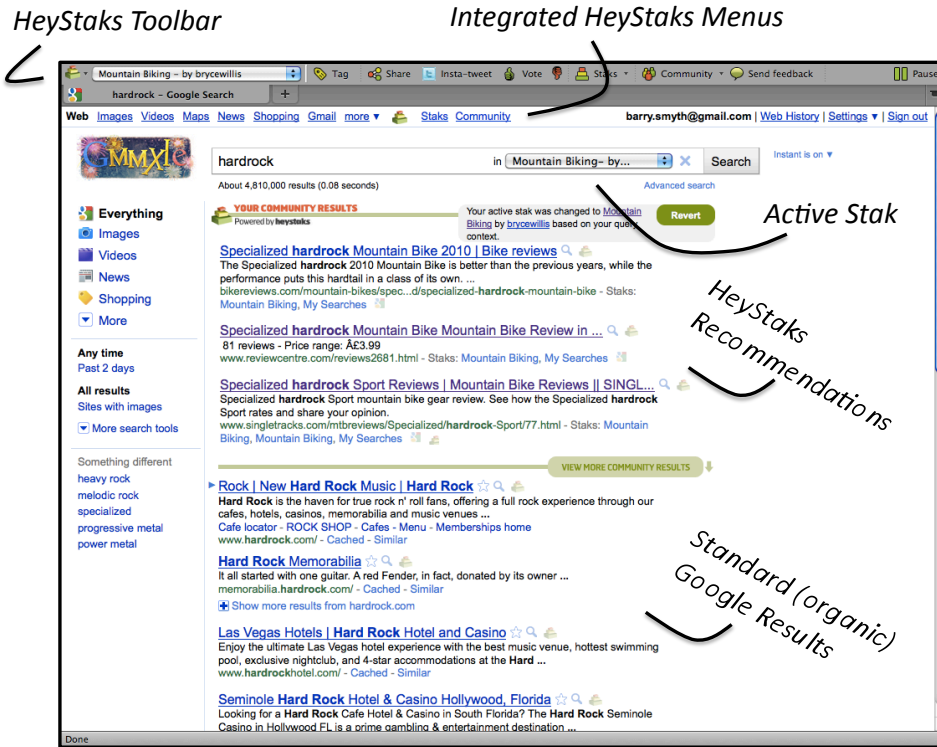 HeyStaks Toolbar
Integrated HeyStaks Menus
Mountain Biking - by brycewillis
Tag
Share
Insta-tweet
Vote
Staks
Community
Send feedback
Pause
hardrock - Google Search
+
Web Images Videos Maps News Shopping Gmail more ▼ Staks Community
barry.smyth@gmail.com | Web History | Settings ▼ | Sign out
hardrock
in
Mountain Biking- by...
Search
Instant is on ▼
About 4,810,000 results (0.08 seconds)
Advanced search
Active Stak
Everything
Images
Videos
News
Shopping
More
Any time
Past 2 days
All results
Sites with images
More search tools
Something different
heavy rock
melodic rock
specialized
progressive metal
power metal
YOUR COMMUNITY RESULTS
Powered by heystaks
Your active stak was changed to Mountain
Biking by brycewillis based on your query
context.
Revert
Specialized hardrock Mountain Bike 2010 | Bike reviews
The Specialized hardrock 2010 Mountain Bike is better than the previous years, while the
performance puts this hardtail in a class of its own. ...
bikereviews.com/mountain-bikes/spec...d/specialized-hardrock-mountain-bike - Staks:
Mountain Biking, My Searches
Specialized hardrock Mountain Bike Mountain Bike Review in ...
81 reviews - Price range: Â£3.99
www.reviewcentre.com/reviews2681.html - Staks: Mountain Biking, My Searches
Specialized hardrock Sport Reviews | Mountain Bike Reviews || SINGL...
Specialized hardrock Sport mountain bike gear review. See how the Specialized hardrock
Sport rates and share your opinion.
www.singletracks.com/mtbreviews/Specialized/hardrock-Sport/77.html - Staks: Mountain
Biking, Mountain Biking, My Searches
HeyStaks
Recommendations
VIEW MORE COMMUNITY RESULTS
Rock | New Hard Rock Music | Hard Rock
Hard Rock is the haven for true rock n' roll fans, offering a full rock experience through our
cafes, hotels, casinos, memorabilia and music venues ...
Cafe locator - ROCK SHOP - Cafes - Menu - Memberships home
www.hardrock.com/ - Cached - Similar
Hard Rock Memorabilia
It all started with one guitar. A red Fender, in fact, donated by its owner ...
memorabilia.hardrock.com/ - Cached - Similar
Show more results from hardrock.com
Las Vegas Hotels | Hard Rock Hotel and Casino
Enjoy the ultimate Las Vegas hotel experience with the best music venue, hottest swimming
pool, exclusive nightclub, and 4-star accommodations at the Hard ...
www.hardrockhotel.com/ - Cached - Similar
Seminole Hard Rock Hotel & Casino Hollywood, Florida
Looking for a Hard Rock Cafe Hotel & Casino in South Florida? The Hard Rock Seminole
Casino in Hollywood FL is a prime gambling & entertainment destination ...
Standard (organic)
Google Results
Done